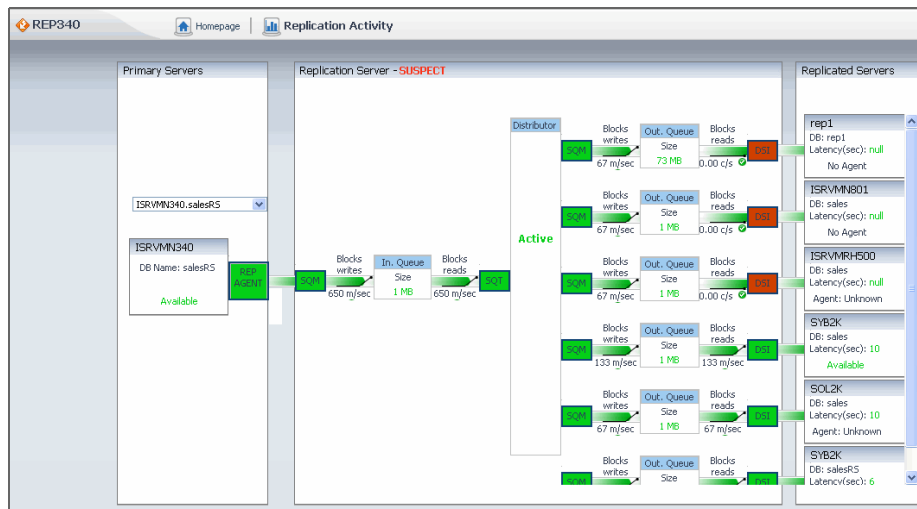 REP340
Homepage
Replication Activity
Primary Servers
ISRVMN340.salesRS
ISRVMN340
DB Name: salesRS
Available
REP
AGENT
Replication Server - SUSPECT
SQM
Blocks
writes
650 m/sec
In. Queue
Size
1 MB
Blocks
reads
650 m/sec
SQT
Distributor
Active
SQM
Blocks
writes
67 m/sec
Out. Queue
Size
73 MB
Blocks
reads
0.00 c/s
DSI
SQM
Blocks
writes
67 m/sec
Out. Queue
Size
1 MB
Blocks
reads
0.00 c/s
DSI
SQM
Blocks
writes
67 m/sec
Out. Queue
Size
1 MB
Blocks
reads
0.00 c/s
DSI
SQM
Blocks
writes
133 m/sec
Out. Queue
Size
1 MB
Blocks
reads
133 m/sec
DSI
SQM
Blocks
writes
67 m/sec
Out. Queue
Size
1 MB
Blocks
reads
67 m/sec
DSI
SQM
Blocks
writes
Out. Queue
Size
Blocks
reads
DSI
Replicated Servers
rep1
DB: rep1
Latency(sec): null
No Agent
ISRVMN801
DB: sales
Latency(sec): null
No Agent
ISRVMRH500
DB: sales
Latency(sec): null
Agent: Unknown
SYB2K
DB: sales
Latency(sec): 10
Available
SOL2K
DB: sales
Latency(sec): 10
Agent: Unknown
SYB2K
DB: salesRS
Latency(sec): 6